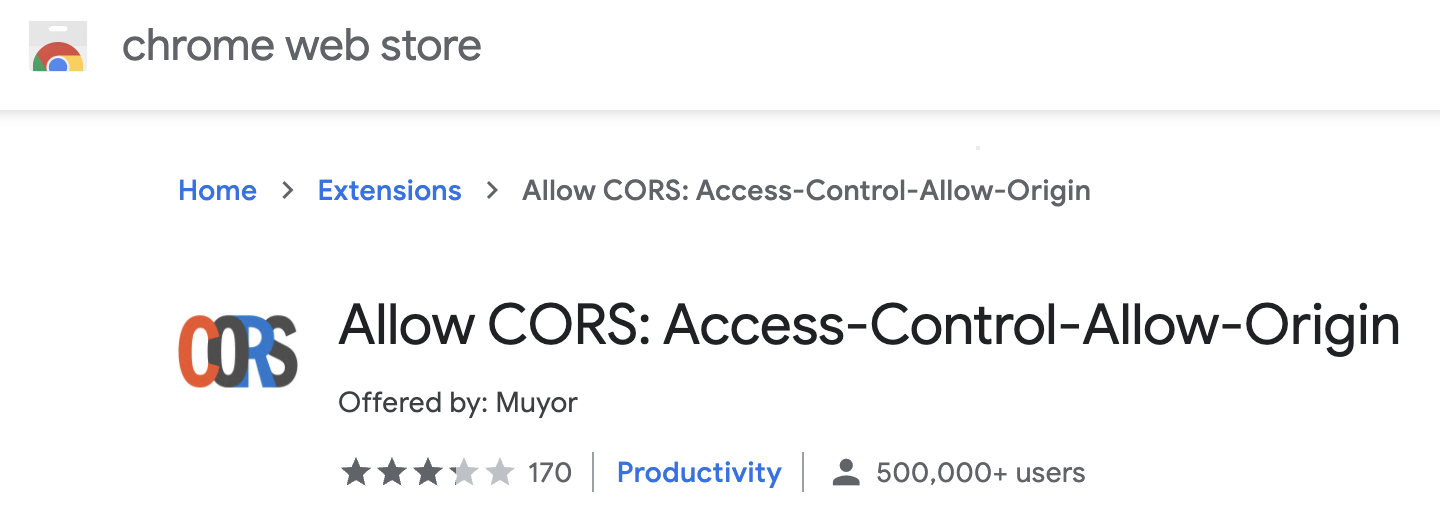 chrome web store
Home > Extensions > Allow CORS: Access-Control-Allow-Origin
CORS
Allow CORS: Access-Control-Allow-Origin
Offered by: Muyor
170 Productivity 500,000+ users